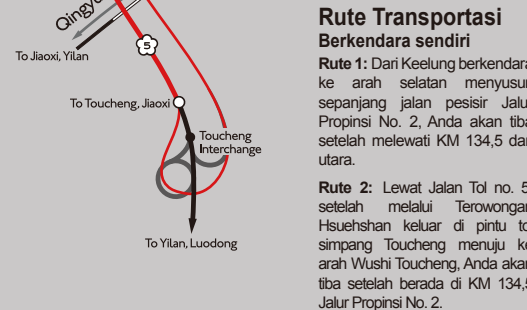 Qingyu
5
To Jiaoxi, Yilan
To Toucheng, Jiaoxi
Toucheng
Interchange
To Yilan, Luodong
Rute Transportasi
Berkendara sendiri
Rute 1: Dari Keelung berkendara
ke arah selatan menyusuri
sepanjang jalan pesisir Jalur
Propinsi No. 2, Anda akan tiba
setelah melewati KM 134,5 dari
utara.
Rute 2: Lewat Jalan Tol no. 5,
setelah melalui Terowongan
Hsuehshan keluar di pintu tol
simpang Toucheng menuju ke
arah Wushi Toucheng, Anda akan
tiba setelah berada di KM 134,5
Jalur Propinsi No. 2.